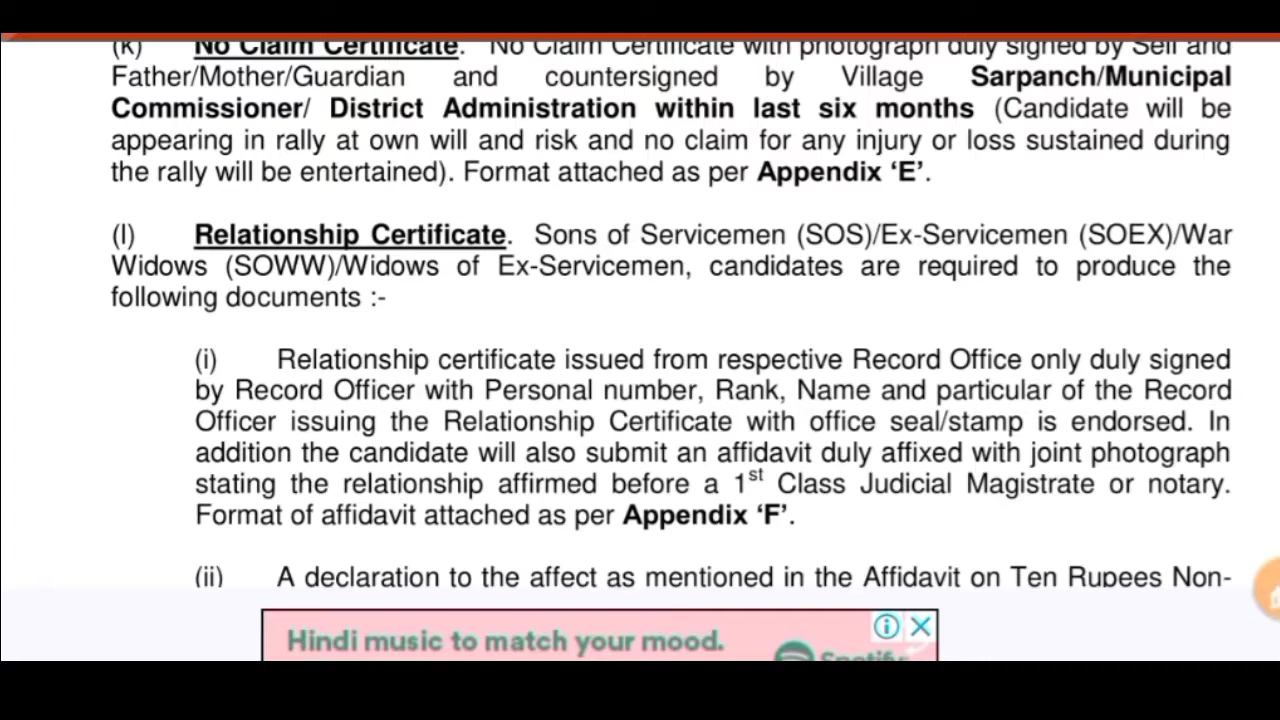 (k) No Claim Certificate. No Claim Certificate with photograph duly signed by Self and
Father/Mother/Guardian and countersigned by Village Sarpanch/Municipal
Commissioner/ District Administration within last six months (Candidate will be
appearing in rally at own will and risk and no claim for any injury or loss sustained during
the rally will be entertained). Format attached as per Appendix ‘E’.
(l) Relationship Certificate. Sons of Servicemen (SOS)/Ex-Servicemen (SOEX)/War
Widows (SOWW)/Widows of Ex-Servicemen, candidates are required to produce the
following documents :-
(i) Relationship certificate issued from respective Record Office only duly signed
by Record Officer with Personal number, Rank, Name and particular of the Record
Officer issuing the Relationship Certificate with office seal/stamp is endorsed. In
addition the candidate will also submit an affidavit duly affixed with joint photograph
stating the relationship affirmed before a 1st Class Judicial Magistrate or notary.
Format of affidavit attached as per Appendix ‘F’.
(ii) A declaration to the affect as mentioned in the Affidavit on Ten Rupees Non-
Hindi music to match your mood.
Spotify